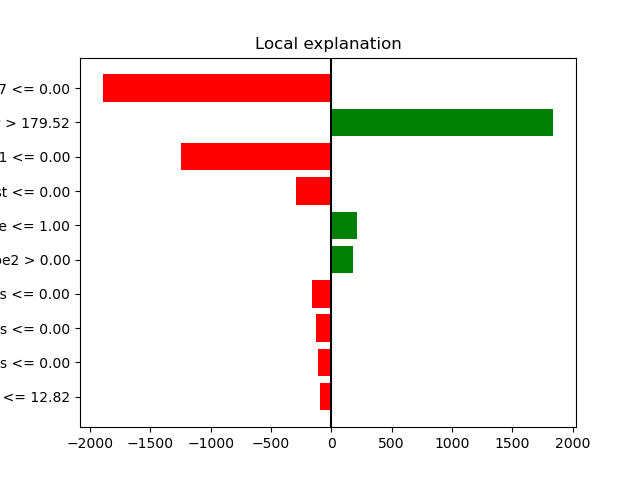 Local explanation
7 <= 0.00
> 179.52
1 <= 0.00
st <= 0.00
e <= 1.00
pe2 > 0.00
s <= 0.00
s <= 0.00
s <= 0.00
<= 12.82
−2000 −1500 −1000 −500 0 500 1000 1500 2000